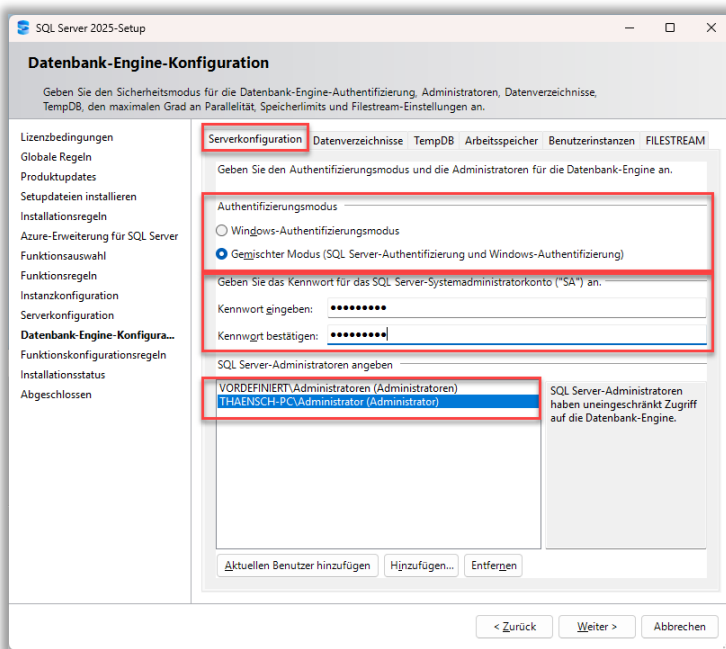 SQL Server 2025-Setup
Datenbank-Engine-Konfiguration
Geben Sie den Sicherheitsmodus für die Datenbank-Engine-Authentifizierung, Administratoren, Datenverzeichnisse,
TempDB, den maximalen Grad an Parallelität, Speicherlimits und Filestream-Einstellungen an.
Lizenzbedingungen
Globale Regeln
Produktupdates
Setupdateien installieren
Installationsregeln
Azure-Erweiterung für SQL Server
Funktionsauswahl
Funktionsregeln
Instanzkonfiguration
Serverkonfiguration
Datenbank-Engine-Konfigura...
Funktionskonfigurationsregeln
Installationsstatus
Abgeschlossen
Serverkonfiguration Datenverzeichnisse TempDB Arbeitsspeicher Benutzerinstanzen FILESTREAM
Geben Sie den Authentifizierungsmodus und die Administratoren für die Datenbank-Engine an.
Authentifizierungsmodus
Windows-Authentifizierungsmodus
Gemischter Modus (SQL Server-Authentifizierung und Windows-Authentifizierung)
Geben Sie das Kennwort für das SQL Server-Systemadministratorkonto ("SA") an.
Kennwort eingeben: ●●●●●●●●●
Kennwort bestätigen: ●●●●●●●●●
SQL Server-Administratoren angeben
VORDEFINIERT\Administratoren (Administratoren)
THAENSCH-PC\Administrator (Administrator)
SQL Server-Administratoren
haben uneingeschränkt Zugriff
auf die Datenbank-Engine.
Aktuellen Benutzer hinzufügen Hinzufügen... Entfernen
< Zurück Weiter > Abbrechen